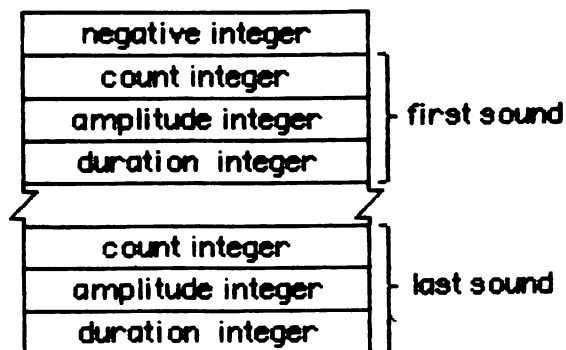 negative integer
count integer
amplitude integer
first sound
duration integer
count integer
amplitude integer
last sound
duration integer